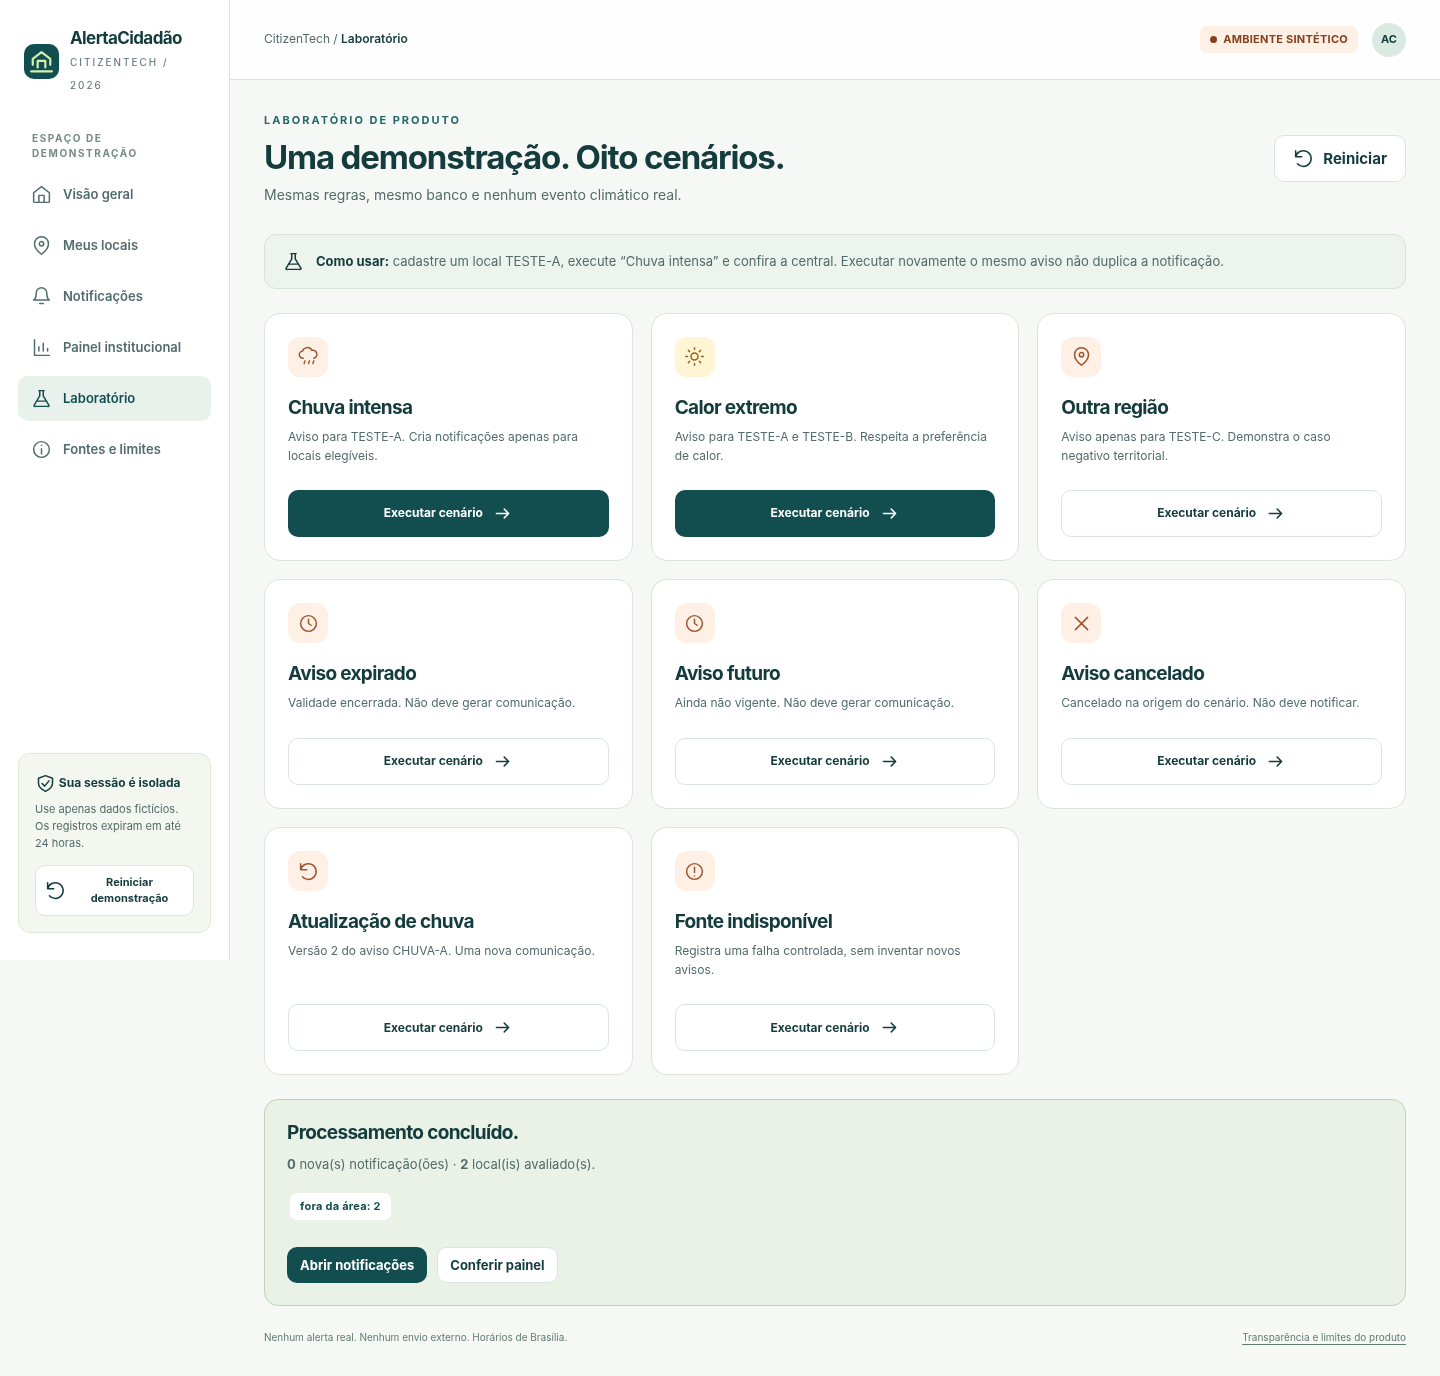 AlertaCidadão
CITIZENTECH /
2026
ESPAÇO DE
DEMONSTRAÇÃO
Visão geral
Meus locais
Notificações
Painel institucional
Laboratório
Fontes e limites
Sua sessão é isolada
Use apenas dados fictícios.
Os registros expiram em até
24 horas.
Reiniciar
demonstração
CitizenTech / Laboratório
AMBIENTE SINTÉTICO
AC
LABORATÓRIO DE PRODUTO
Uma demonstração. Oito cenários.
Mesmas regras, mesmo banco e nenhum evento climático real.
Reiniciar
Como usar: cadastre um local TESTE-A, execute “Chuva intensa” e confira a central. Executar novamente o mesmo aviso não duplica a notificação.
Chuva intensa
Aviso para TESTE-A. Cria notificações apenas para
locais elegíveis.
Executar cenário
Calor extremo
Aviso para TESTE-A e TESTE-B. Respeita a preferência
de calor.
Executar cenário
Outra região
Aviso apenas para TESTE-C. Demonstra o caso
negativo territorial.
Executar cenário
Aviso expirado
Validade encerrada. Não deve gerar comunicação.
Executar cenário
Aviso futuro
Ainda não vigente. Não deve gerar comunicação.
Executar cenário
Aviso cancelado
Cancelado na origem do cenário. Não deve notificar.
Executar cenário
Atualização de chuva
Versão 2 do aviso CHUVA-A. Uma nova comunicação.
Executar cenário
Fonte indisponível
Registra uma falha controlada, sem inventar novos
avisos.
Executar cenário
Processamento concluído.
0 nova(s) notificação(ões) · 2 local(is) avaliado(s).
fora da área: 2
Abrir notificações
Conferir painel
Nenhum alerta real. Nenhum envio externo. Horários de Brasília.
Transparência e limites do produto